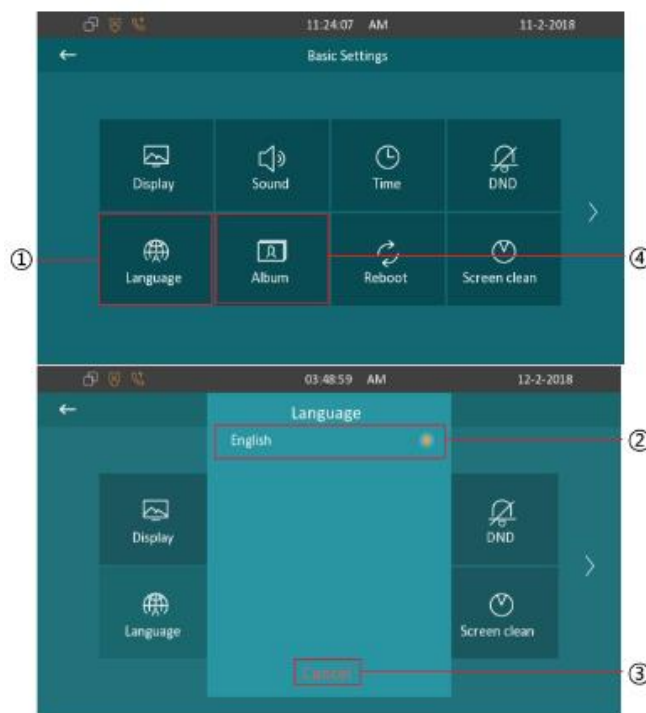 11:24:07 AM 11-2-2018
← Basic Settings
Display Sound Time DND
① Language Album Reboot Screen clean ④
03:48:59 AM 12-2-2018
← Language
English ②
Display DND
Language Screen clean
Cancel ③